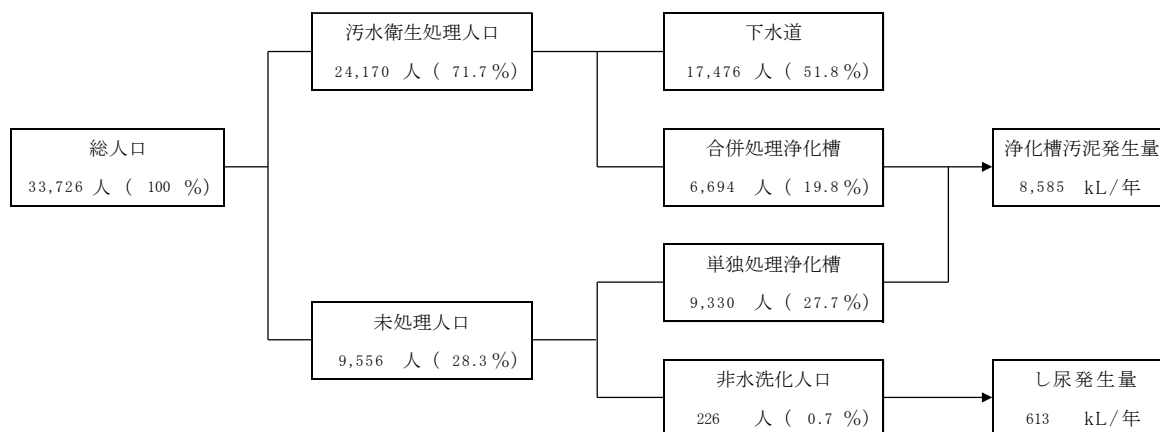 総人口
33,726 人 ( 100 %)
汚水衛生処理人口
24,170 人 ( 71.7%)
未処理人口
9,556 人 ( 28.3%)
下水道
17,476 人 ( 51.8%)
合併処理浄化槽
6,694 人 ( 19.8%)
単独処理浄化槽
9,330 人 ( 27.7%)
非水洗化人口
226 人 ( 0.7 %)
浄化槽汚泥発生量
8,585 kL/年
し尿発生量
613 kL/年